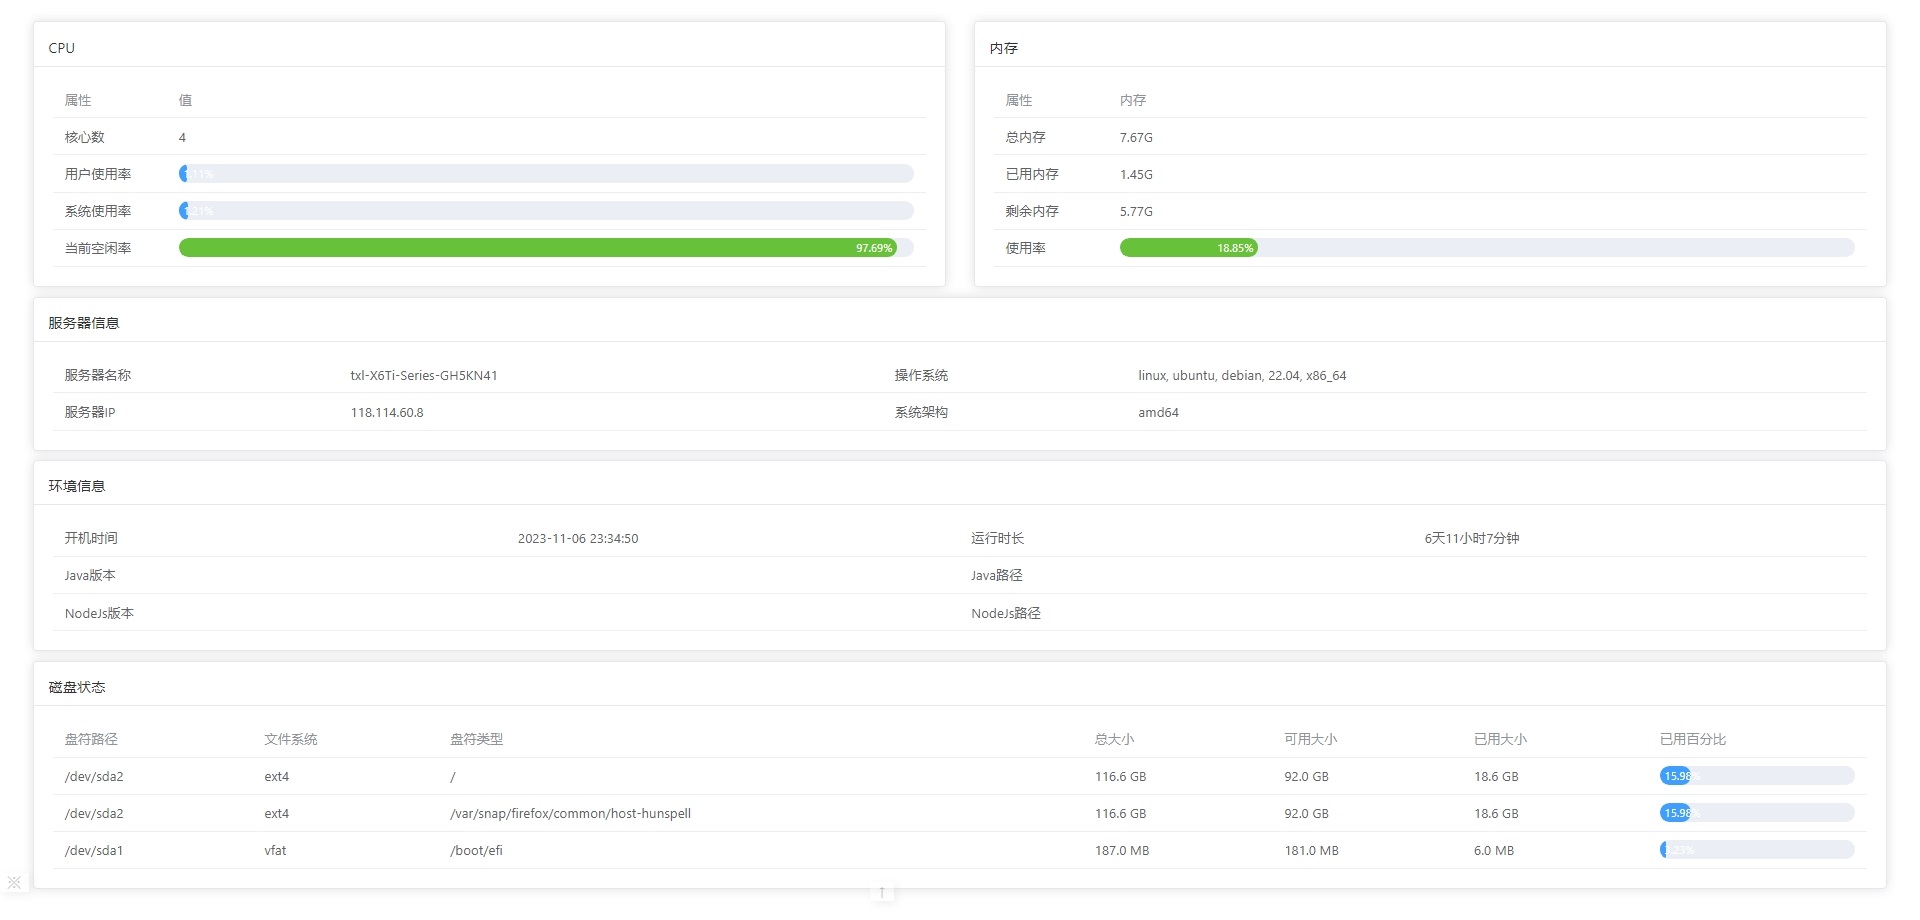 CPU
属性 值
核心数 4
用户使用率 1.11%
系统使用率 1.21%
当前空闲率 97.69%
内存
属性 内存
总内存 7.67G
已用内存 1.45G
剩余内存 5.77G
使用率 18.85%
服务器信息
服务器名称 txl-X6Ti-Series-GH5KN41 操作系统 linux, ubuntu, debian, 22.04, x86_64
服务器IP 118.114.60.8 系统架构 amd64
环境信息
开机时间 2023-11-06 23:34:50 运行时长 6天11小时7分钟
Java版本 Java路径
NodeJs版本 NodeJs路径
磁盘状态
盘符路径 文件系统 盘符类型 总大小 可用大小 已用大小 已用百分比
/dev/sda2 ext4 / 116.6 GB 92.0 GB 18.6 GB 15.98%
/dev/sda2 ext4 /var/snap/firefox/common/host-hunspell 116.6 GB 92.0 GB 18.6 GB 15.98%
/dev/sda1 vfat /boot/efi 187.0 MB 181.0 MB 6.0 MB